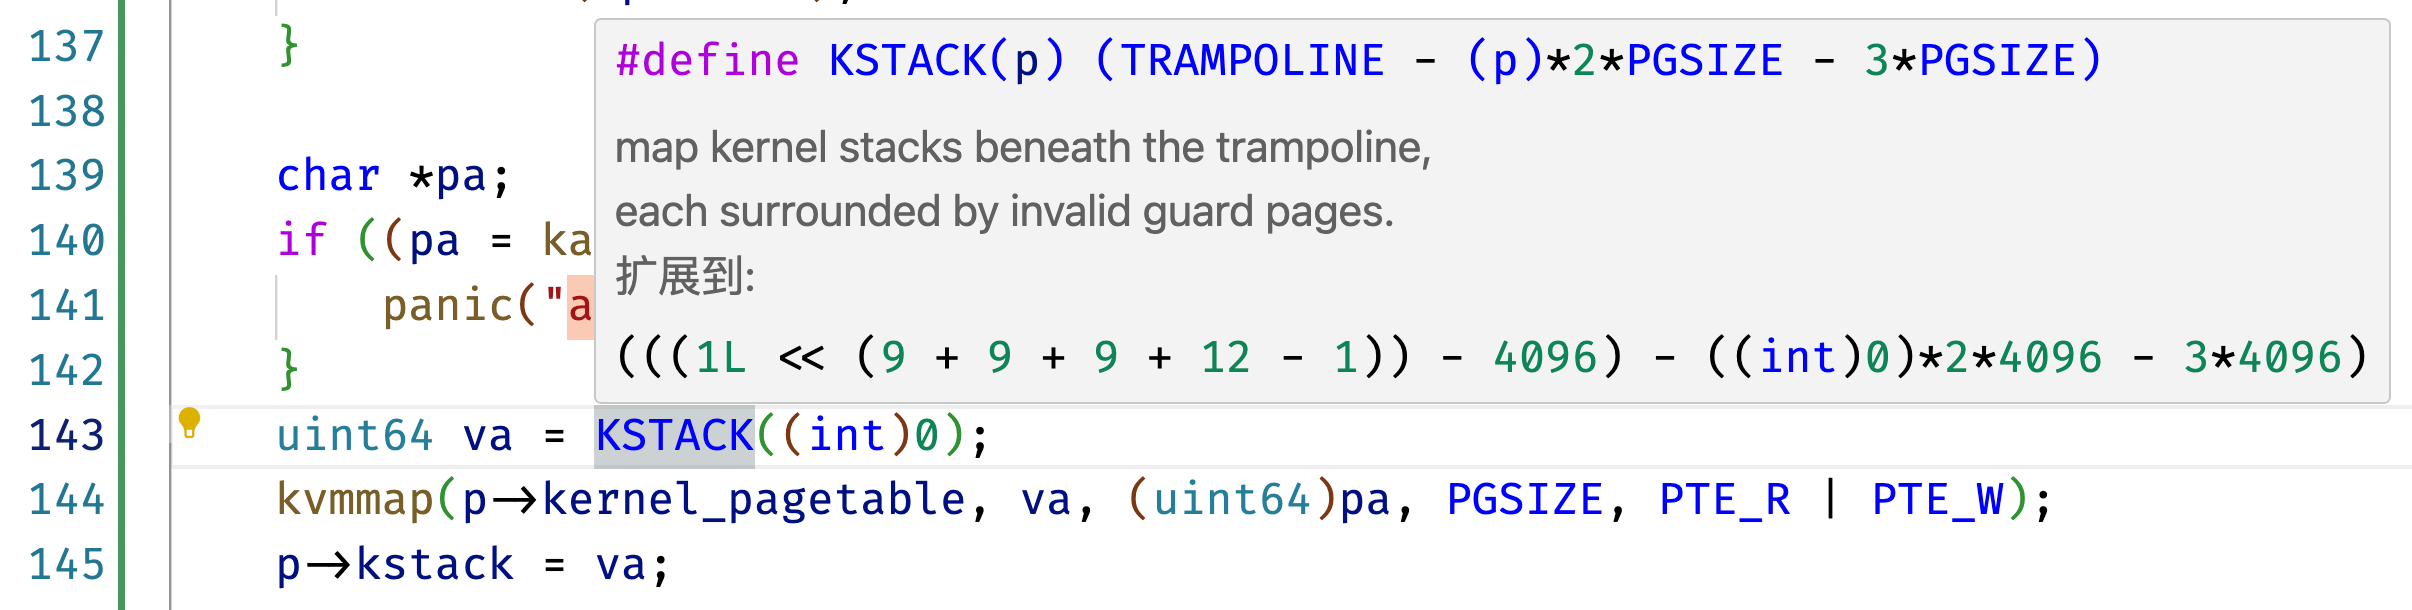 137 }
#define KSTACK(p) (TRAMPOLINE - (p)*2*PGSIZE - 3*PGSIZE)
138
map kernel stacks beneath the trampoline,
139 char *pa;
each surrounded by invalid guard pages.
140 if ((pa = ka
扩展到:
141 panic("a
(((1L << (9 + 9 + 9 + 12 - 1)) - 4096) - ((int)0)*2*4096 - 3*4096)
142 }
143 uint64 va = KSTACK((int)0);
144 kvmmap(p->kernel_pagetable, va, (uint64)pa, PGSIZE, PTE_R | PTE_W);
145 p->kstack = va;